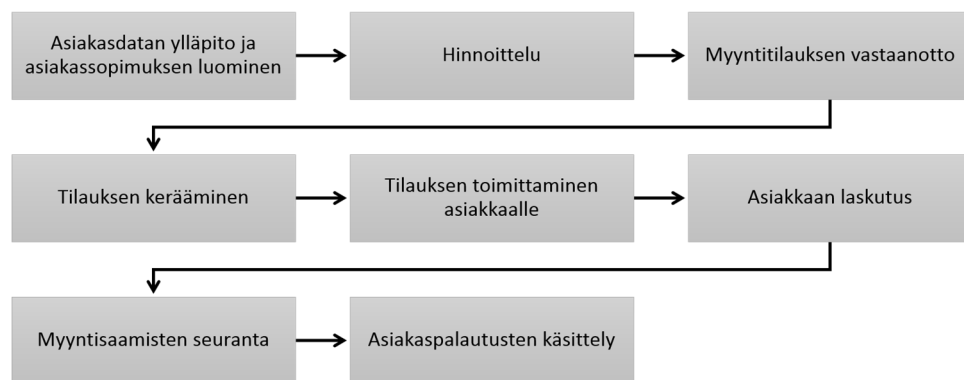 Asiakasdatan ylläpito ja
asiakassopimuksen luominen
Hinnoittelu
Myyntitilauksen vastaanotto
Tilauksen kerääminen
Tilauksen toimittaminen
asiakkaalle
Asiakkaan laskutus
Myyntisaamisten seuranta
Asiakaspalautusten käsittely